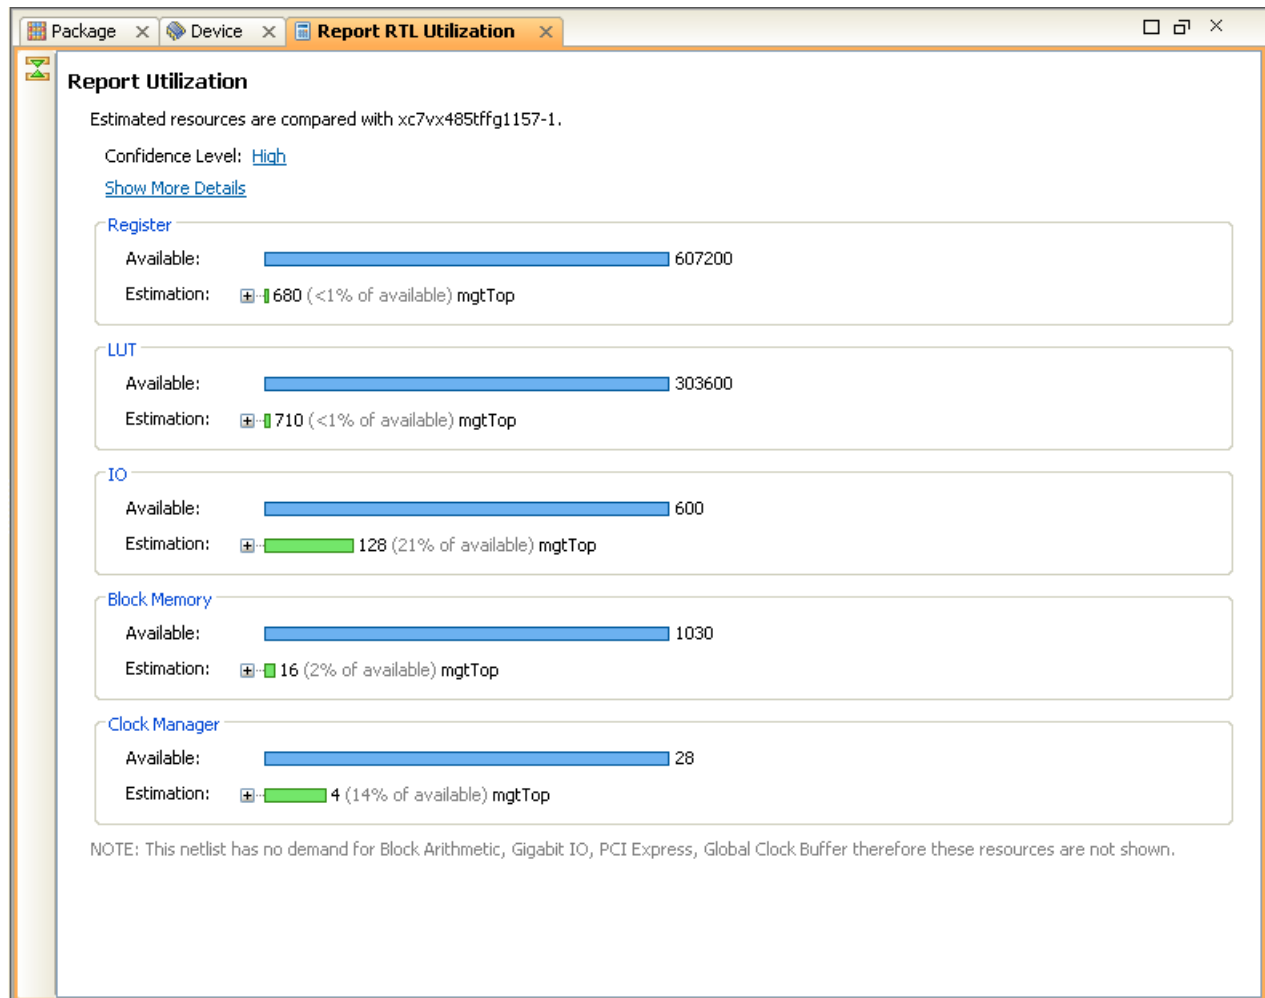 Package Device Report RTL Utilization
Report Utilization
Estimated resources are compared with xc7vx485tffg1157-1.
Confidence Level: High
Show More Details
Register
Available: 607200
Estimation: 680 (<1% of available) mgtTop
LUT
Available: 303600
Estimation: 710 (<1% of available) mgtTop
IO
Available: 600
Estimation: 128 (21% of available) mgtTop
Block Memory
Available: 1030
Estimation: 16 (2% of available) mgtTop
Clock Manager
Available: 28
Estimation: 4 (14% of available) mgtTop
NOTE: This netlist has no demand for Block Arithmetic, Gigabit IO, PCI Express, Global Clock Buffer therefore these resources are not shown.